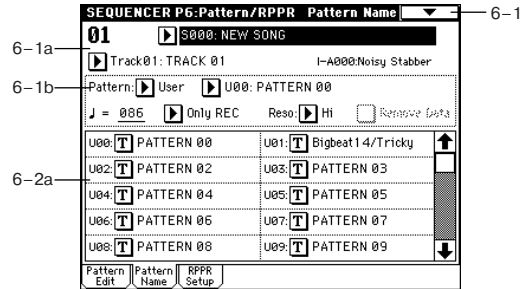 SEQUENCER P6:Pattern/RPPR Pattern Name
6–1
01 S000: NEW SONG
6–1a
Track01: TRACK 01 I-A000:Noisy Stabber
6–1b
Pattern: User U00: PATTERN 00
♩ = 086 Only REC Reso: Hi Remove Data
U00: T PATTERN 00 U01: T Bigbeat14/Tricky
U02: T PATTERN 02 U03: T PATTERN 03
6–2a
U04: T PATTERN 04 U05: T PATTERN 05
U06: T PATTERN 06 U07: T PATTERN 07
U08: T PATTERN 08 U09: T PATTERN 09
Pattern Edit Pattern Name RPPR Setup